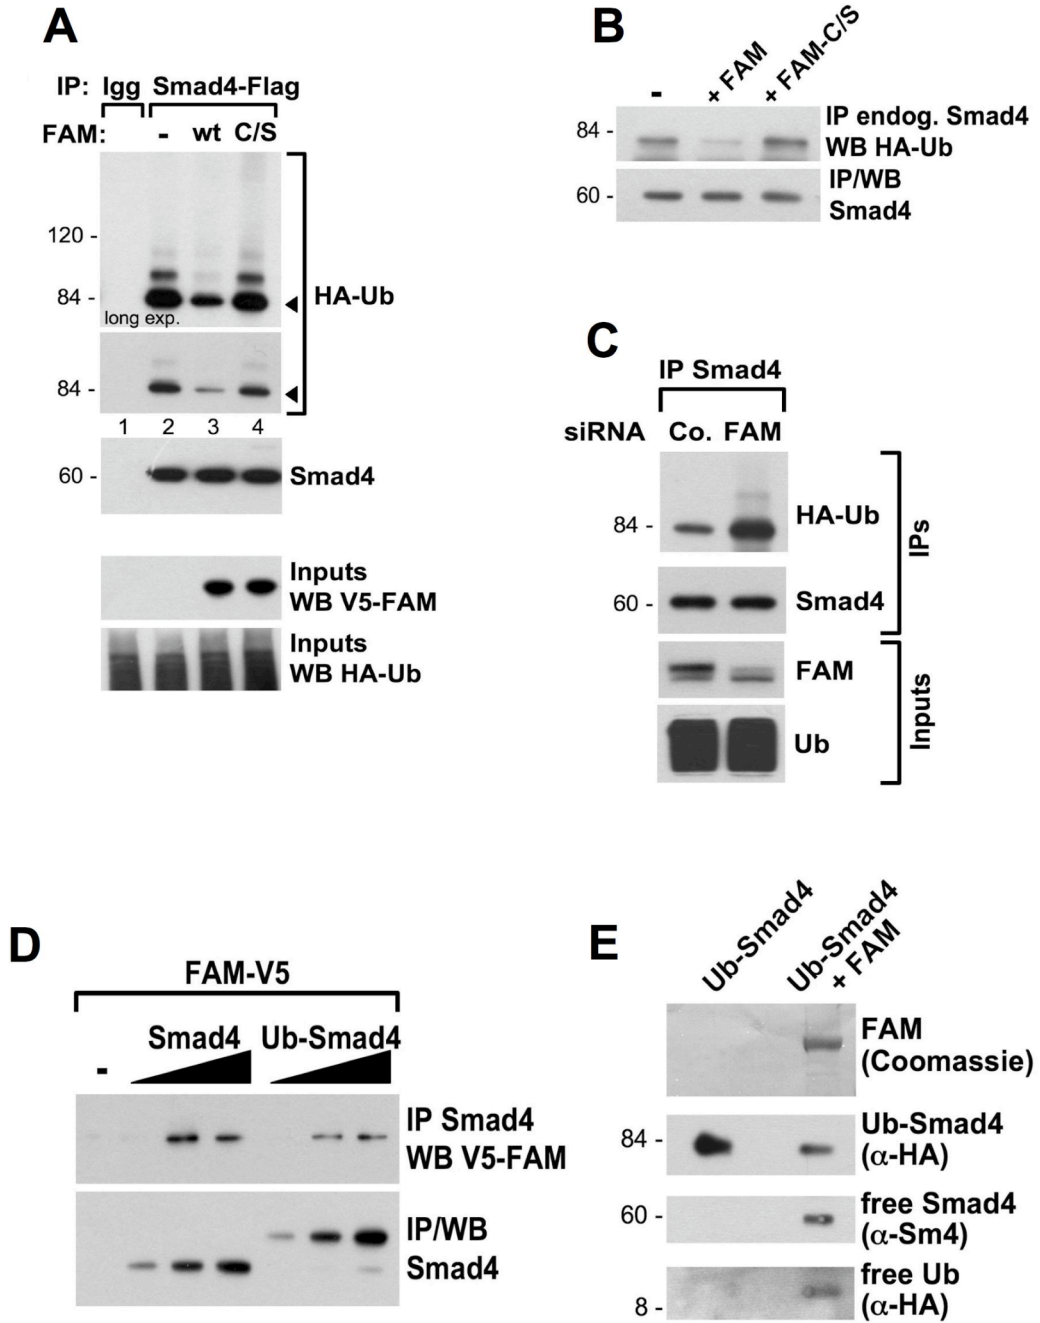 A
IP: Igg Smad4-Flag
FAM: - wt C/S
120 -
84 -
HA-Ub
long exp.
84 -
1 2 3 4
60 -
Smad4
Inputs
WB V5-FAM
Inputs
WB HA-Ub
B
- + FAM + FAM-C/S
84 -
IP endog. Smad4
WB HA-Ub
60 -
IP/WB
Smad4
C
IP Smad4
siRNA Co. FAM
84 -
HA-Ub
IPs
60 -
Smad4
FAM
Inputs
Ub
D
FAM-V5
Smad4 Ub-Smad4
-
IP Smad4
WB V5-FAM
IP/WB
Smad4
E
Ub-Smad4
Ub-Smad4
+ FAM
FAM
(Coomassie)
84 -
Ub-Smad4
(α-HA)
60 -
free Smad4
(α-Sm4)
free Ub
8 -
(α-HA)